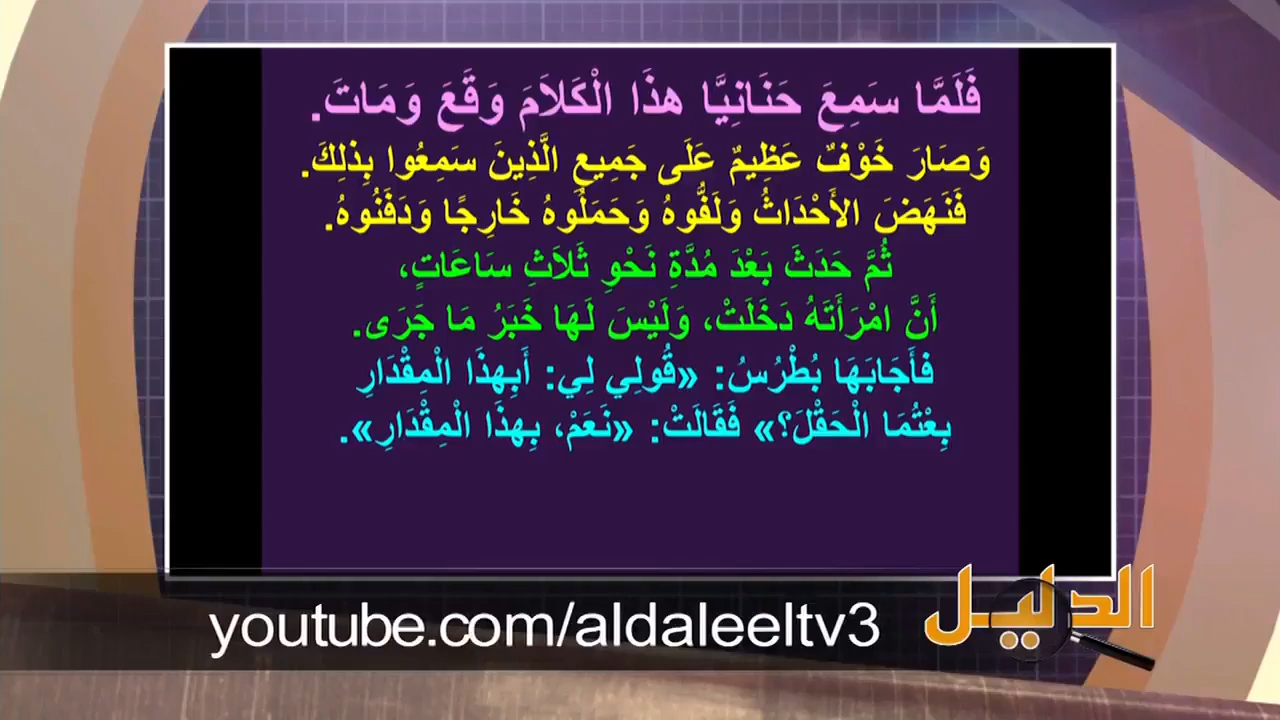 فَلَمَّا سَمِعَ حَنَانِيَّا هذَا الْكَلاَمَ وَقَعَ وَمَاتَ.
وَصَارَ خَوْفٌ عَظِيمٌ عَلَى جَمِيعِ الَّذِينَ سَمِعُوا بِذلِكَ.
فَنَهَضَ الأَحْدَاثُ وَلَفُّوهُ وَحَمَلُوهُ خَارِجًا وَدَفَنُوهُ.
ثُمَّ حَدَثَ بَعْدَ مُدَّةِ نَحْوِ ثَلاَثِ سَاعَاتٍ،
أَنَّ امْرَأَتَهُ دَخَلَتْ، وَلَيْسَ لَهَا خَبَرُ مَا جَرَى.
فأَجَابَهَا بُطْرُسُ: «قُولِي لِي: أَبِهذَا الْمِقْدَارِ
بِعْتُمَا الْحَقْلَ؟» فَقَالَتْ: «نَعَمْ، بِهذَا الْمِقْدَارِ».
الدليل
youtube.com/aldaleeltv3